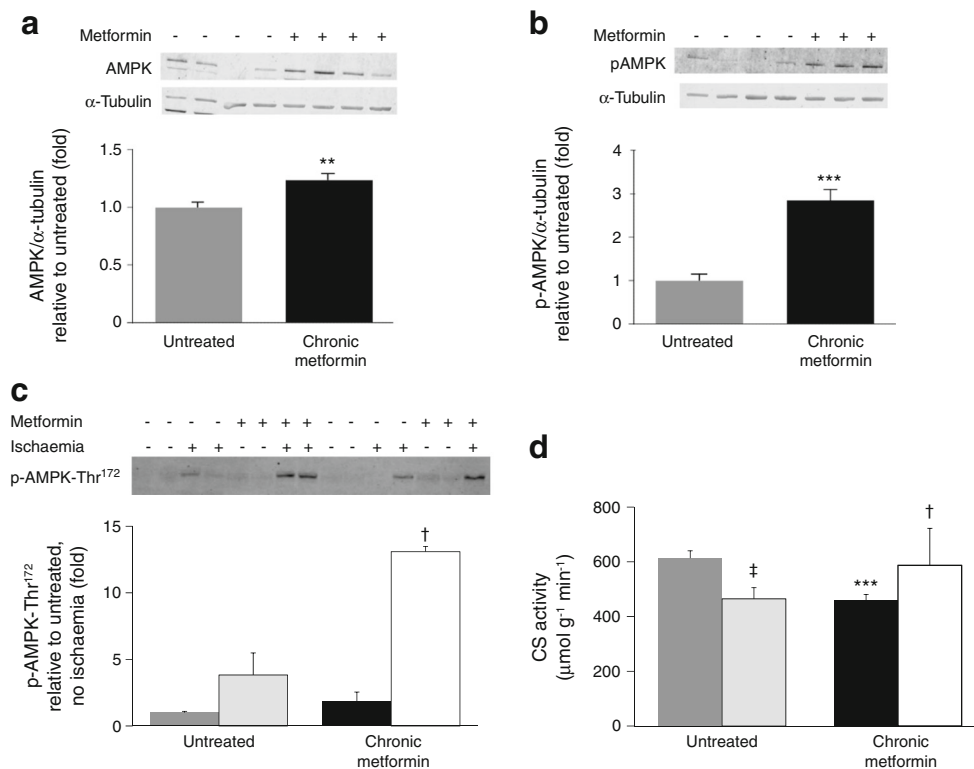 a
Metformin - - - - + + + +
AMPK
α-Tubulin
1.5
1.0
0.5
0
AMPK/α-tubulin
relative to untreated (fold)
**
Untreated
Chronic
metformin
b
Metformin - - - - + + +
pAMPK
α-Tubulin
4
3
2
1
0
p-AMPK/α-tubulin
relative to untreated (fold)
***
Untreated
Chronic
metformin
c
Metformin - - - - + + + + - - - - + + +
Ischaemia - - + + - - + + - - + + - - +
p-AMPK-Thr¹⁷²
15
10
5
0
p-AMPK-Thr¹⁷²
relative to untreated,
no ischaemia (fold)
†
Untreated
Chronic
metformin
d
800
600
400
200
0
CS activity
(μmol g⁻¹ min⁻¹)
‡
***
†
Untreated
Chronic
metformin